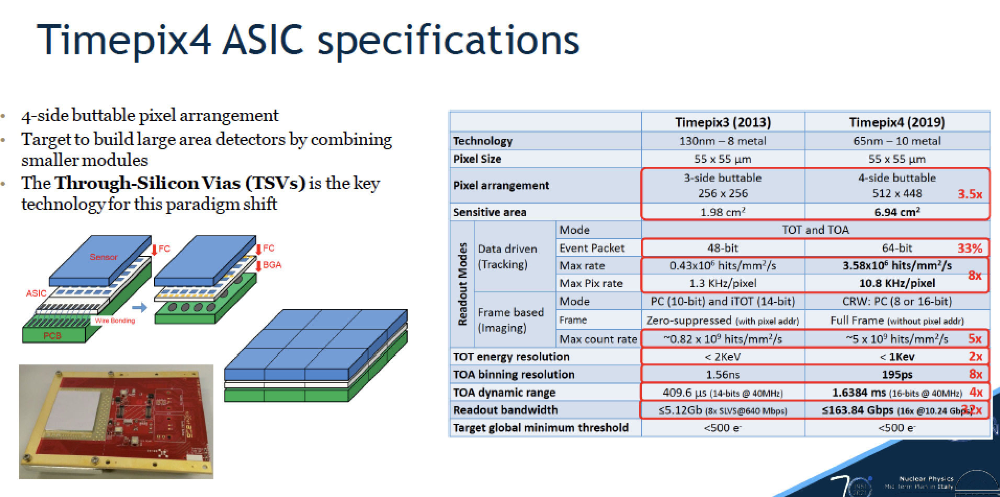 Timepix4 ASIC specifications
• 4-side buttable pixel arrangement
• Target to build large area detectors by combining
smaller modules
• The Through-Silicon Vias (TSVs) is the key
technology for this paradigm shift
Sensor
FC
ASIC
Wire Bonding
PCB
FC
BGA
Timepix3 (2013) Timepix4 (2019)
Technology 130nm – 8 metal 65nm – 10 metal
Pixel Size 55 x 55 µm 55 x 55 µm
Pixel arrangement 3-side buttable 4-side buttable
256 x 256 512 x 448 3.5x
Sensitive area 1.98 cm² 6.94 cm²
Readout Modes
Data driven
(Tracking)
Mode TOT and TOA
Event Packet 48-bit 64-bit 33%
Max rate 0.43x10⁶ hits/mm²/s 3.58x10⁶ hits/mm²/s
8x
Max Pix rate 1.3 KHz/pixel 10.8 KHz/pixel
Frame based
(Imaging)
Mode PC (10-bit) and iTOT (14-bit) CRW: PC (8 or 16-bit)
Frame Zero-suppressed (with pixel addr) Full Frame (without pixel addr)
Max count rate ~0.82 x 10⁹ hits/mm²/s ~5 x 10⁹ hits/mm²/s 5x
TOT energy resolution < 2KeV < 1Kev 2x
TOA binning resolution 1.56ns 195ps 8x
TOA dynamic range 409.6 µs (14-bits @ 40MHz) 1.6384 ms (16-bits @ 40MHz) 4x
Readout bandwidth ≤5.12Gb (8x SLVS@640 Mbps) ≤163.84 Gbps (16x @10.24 Gbps) 32x
Target global minimum threshold <500 e⁻ <500 e⁻
70
1951
2021
Nuclear Physics
Mid Term Plan in Italy